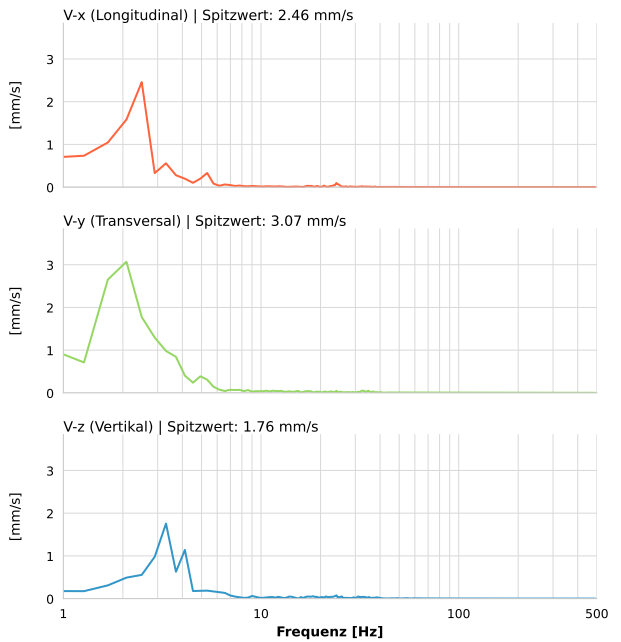 V-x (Longitudinal) | Spitzwert: 2.46 mm/s
3
2
1
0
[mm/s]
V-y (Transversal) | Spitzwert: 3.07 mm/s
3
2
1
0
[mm/s]
V-z (Vertikal) | Spitzwert: 1.76 mm/s
3
2
1
0
[mm/s]
1 10 100 500
Frequenz [Hz]